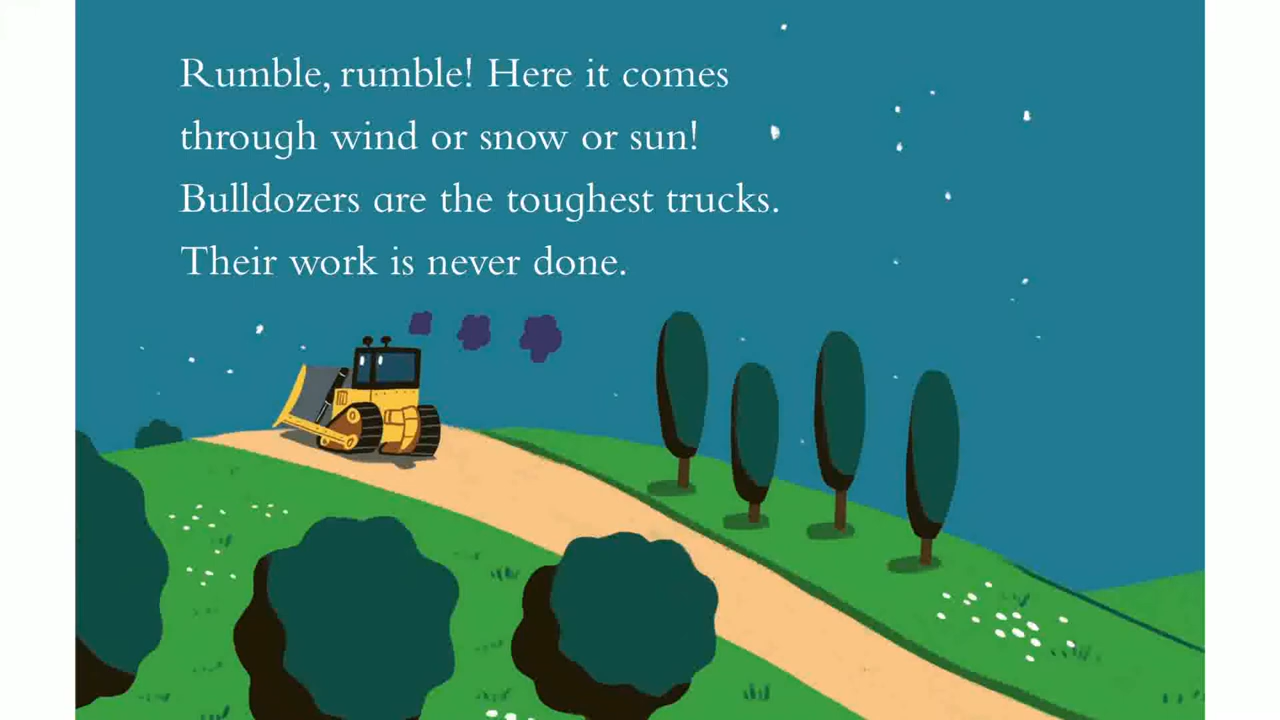 Rumble, rumble! Here it comes
through wind or snow or sun!
Bulldozers are the toughest trucks.
Their work is never done.